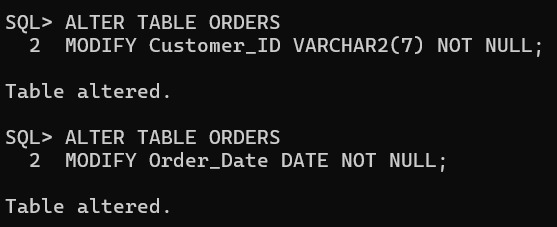 SQL> ALTER TABLE ORDERS
  2  MODIFY Customer_ID VARCHAR2(7) NOT NULL;
Table altered.
SQL> ALTER TABLE ORDERS
  2  MODIFY Order_Date DATE NOT NULL;
Table altered.